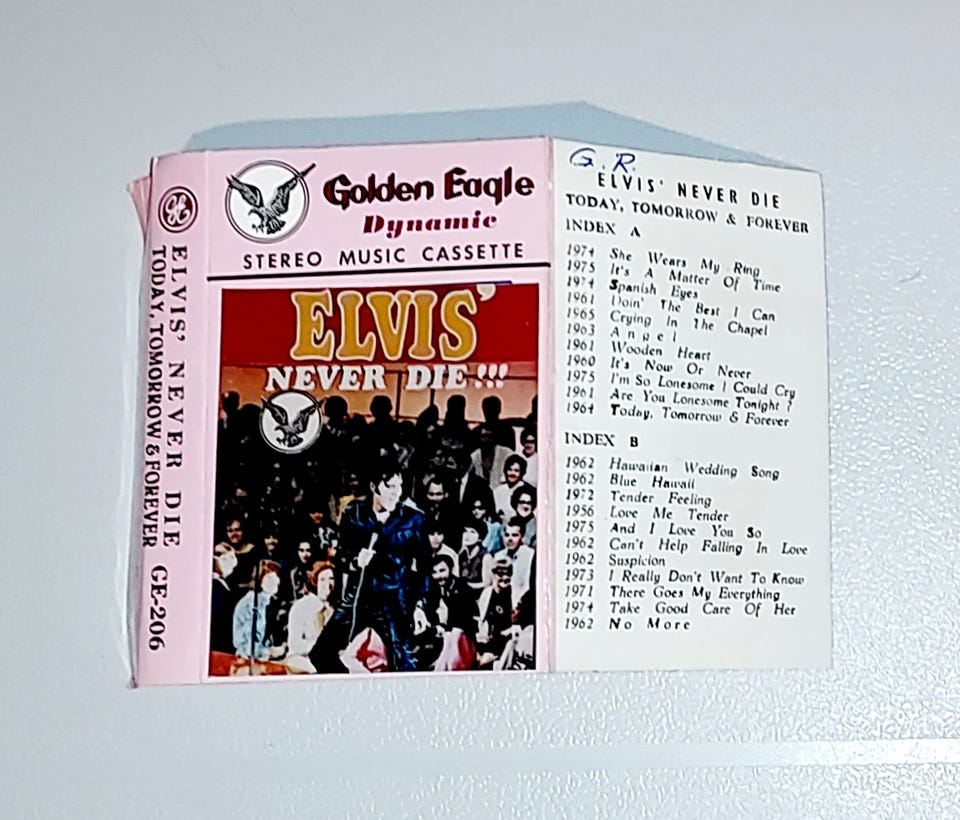 ELVIS' NEVER DIE
TODAY, TOMORROW & FOREVER GE-206
Golden Eagle
Dynamic
STEREO MUSIC CASSETTE
ELVIS'
NEVER DIE!!!
G.R.
ELVIS' NEVER DIE
TODAY, TOMORROW & FOREVER
INDEX A
1974 She Wears My Ring
1975 It's A Matter Of Time
1974 Spanish Eyes
1961 Doin' The Best I Can
1965 Crying In The Chapel
1963 Angel
1961 Wooden Heart
1960 It's Now Or Never
1975 I'm So Lonesome I Could Cry
1961 Are You Lonesome Tonight ?
1964 Today, Tomorrow & Forever
INDEX B
1962 Hawaiian Wedding Song
1962 Blue Hawaii
1972 Tender Feeling
1956 Love Me Tender
1975 And I Love You So
1962 Can't Help Falling In Love
1962 Suspicion
1973 I Really Don't Want To Know
1971 There Goes My Everything
1974 Take Good Care Of Her
1962 No More